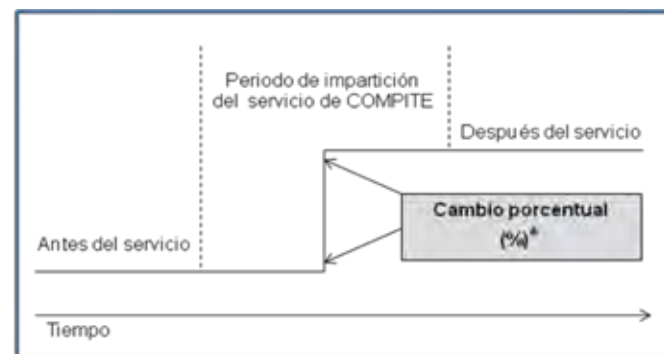 Periodo de impartición
del servicio de COMPITE
Después del servicio
Cambio porcentual
(%)*
Antes del servicio
Tiempo